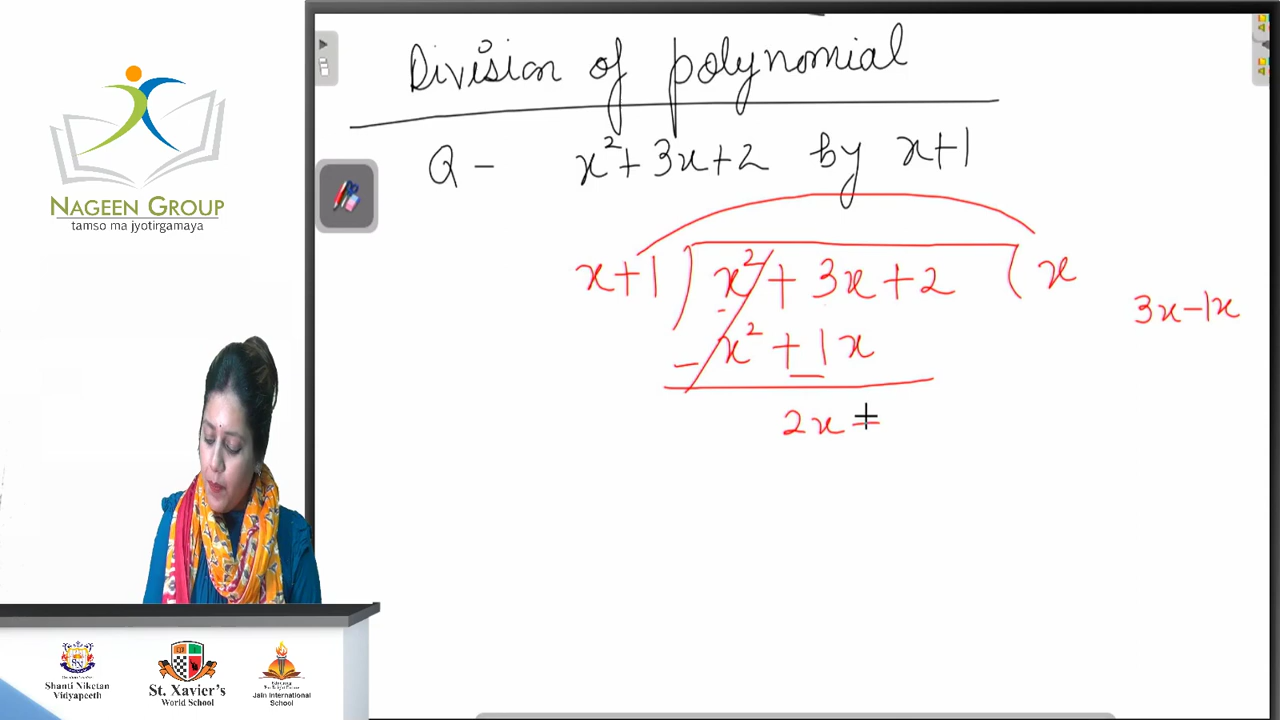 Division of polynomial
Q - x² + 3x + 2 by x+1
x+1 ) x² + 3x + 2 ( x
3x-1x
- x² + 1x
2x +
NAGEEN GROUP
tamso ma jyotirgamaya
Shanti Niketan
Vidyapeeth
St. Xavier's
World School
Jain International
School